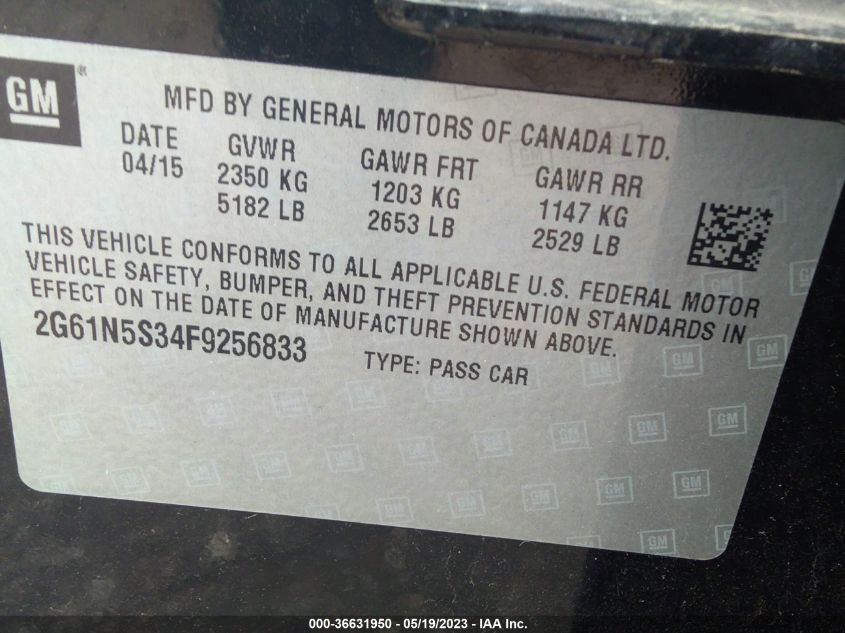 GM
MFD BY GENERAL MOTORS OF CANADA LTD.
DATE GVWR GAWR FRT GAWR RR
04/15 2350 KG 1203 KG 1147 KG
5182 LB 2653 LB 2529 LB
THIS VEHICLE CONFORMS TO ALL APPLICABLE U.S. FEDERAL MOTOR
VEHICLE SAFETY, BUMPER, AND THEFT PREVENTION STANDARDS IN
EFFECT ON THE DATE OF MANUFACTURE SHOWN ABOVE.
2G61N5S34F9256833 TYPE: PASS CAR
000-36631950 - 05/19/2023 - IAA Inc.